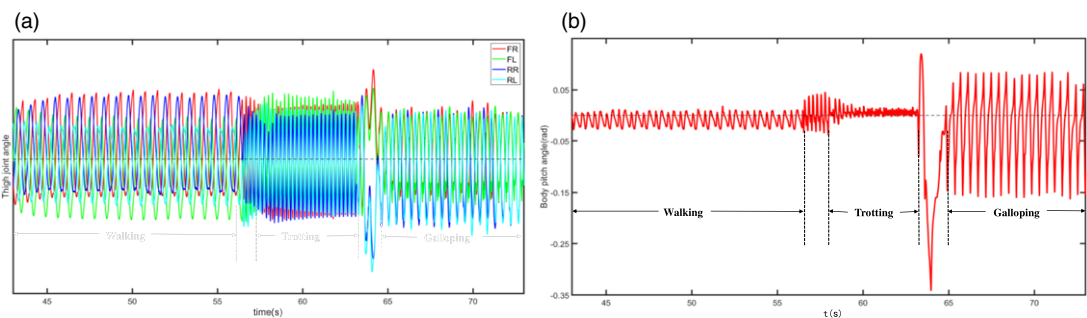 (a)
FR
FL
RR
RL
Thigh joint angle
Walking
Trotting
Galloping
45
50
55
60
65
70
time(s)
(b)
0.05
-0.05
-0.15
-0.25
-0.35
Body pitch angle(rad)
Walking
Trotting
Galloping
45
50
55
60
65
70
t(s)